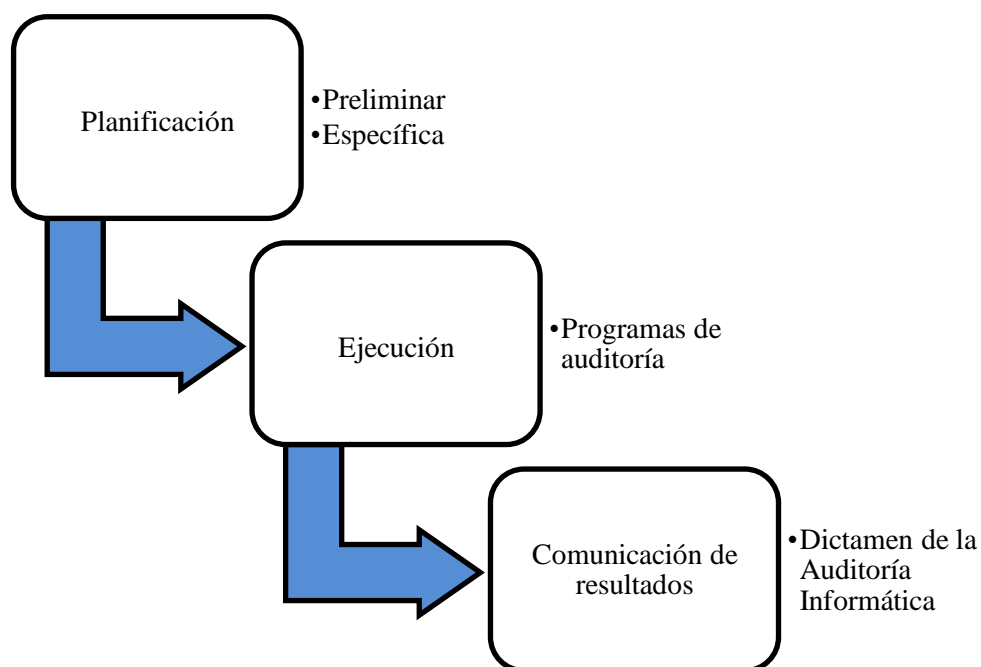 Planificación
•Preliminar
•Específica
Ejecución
•Programas de
auditoría
Comunicación de
resultados
•Dictamen de la
Auditoría
Informática